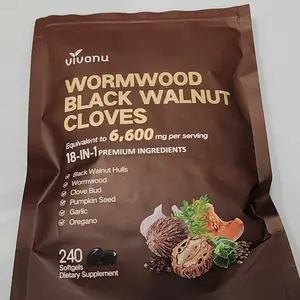 vivonu
WORMWOOD
BLACK WALNUT
CLOVES
Equivalent to 6,600 mg per serving
18-IN-1 PREMIUM INGREDIENTS
Black Walnut Hulls
Wormwood
Clove Bud
Pumpkin Seed
Garlic
Oregano
240
Softgels
Dietary Supplement